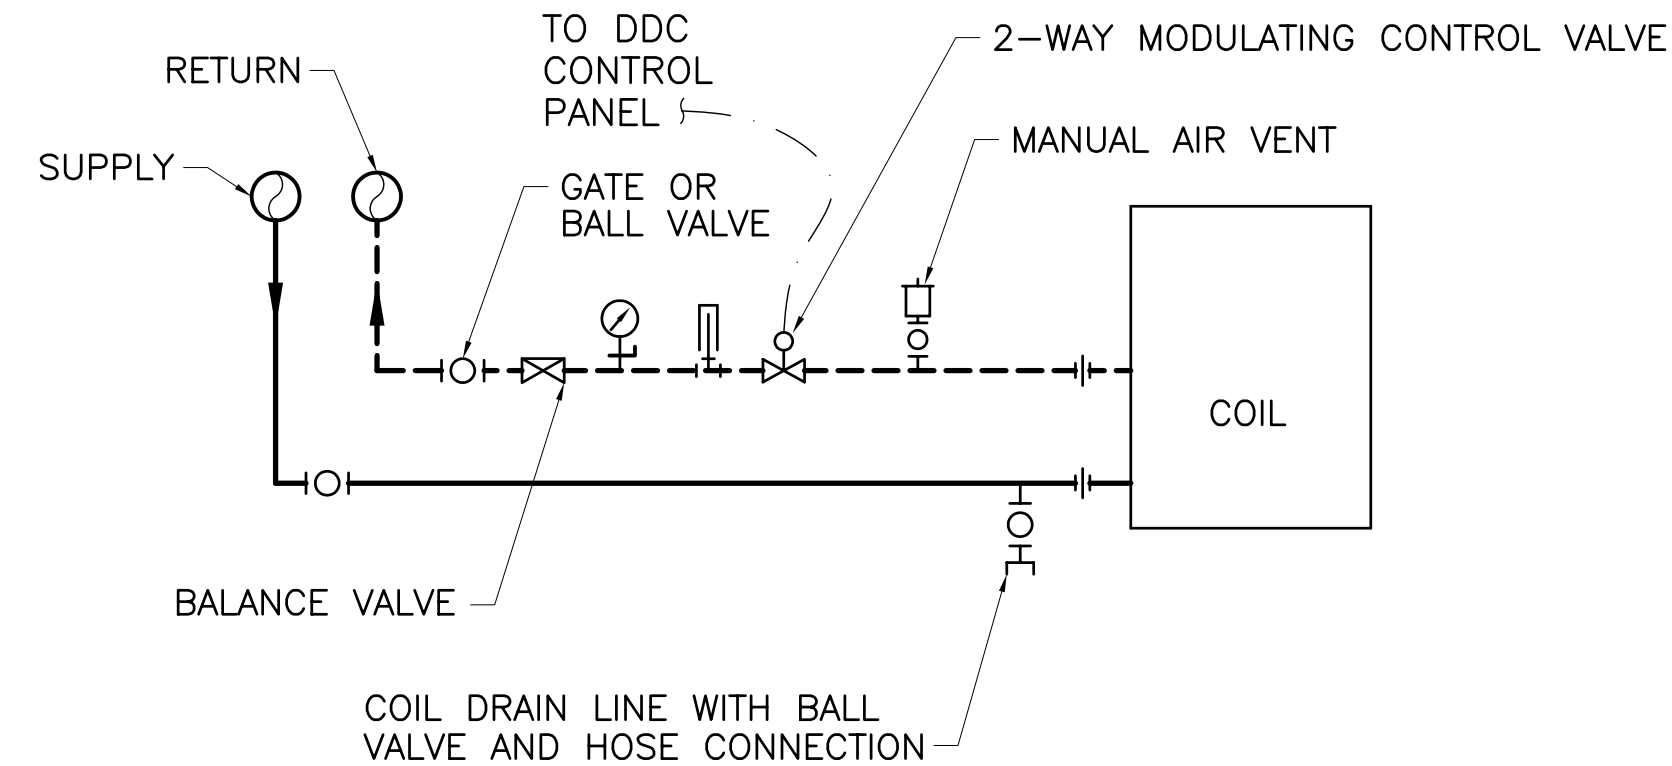 TO DDC
CONTROL
PANEL
2-WAY MODULATING CONTROL VALVE
RETURN
MANUAL AIR VENT
SUPPLY
GATE OR
BALL VALVE
COIL
BALANCE VALVE
COIL DRAIN LINE WITH BALL
VALVE AND HOSE CONNECTION